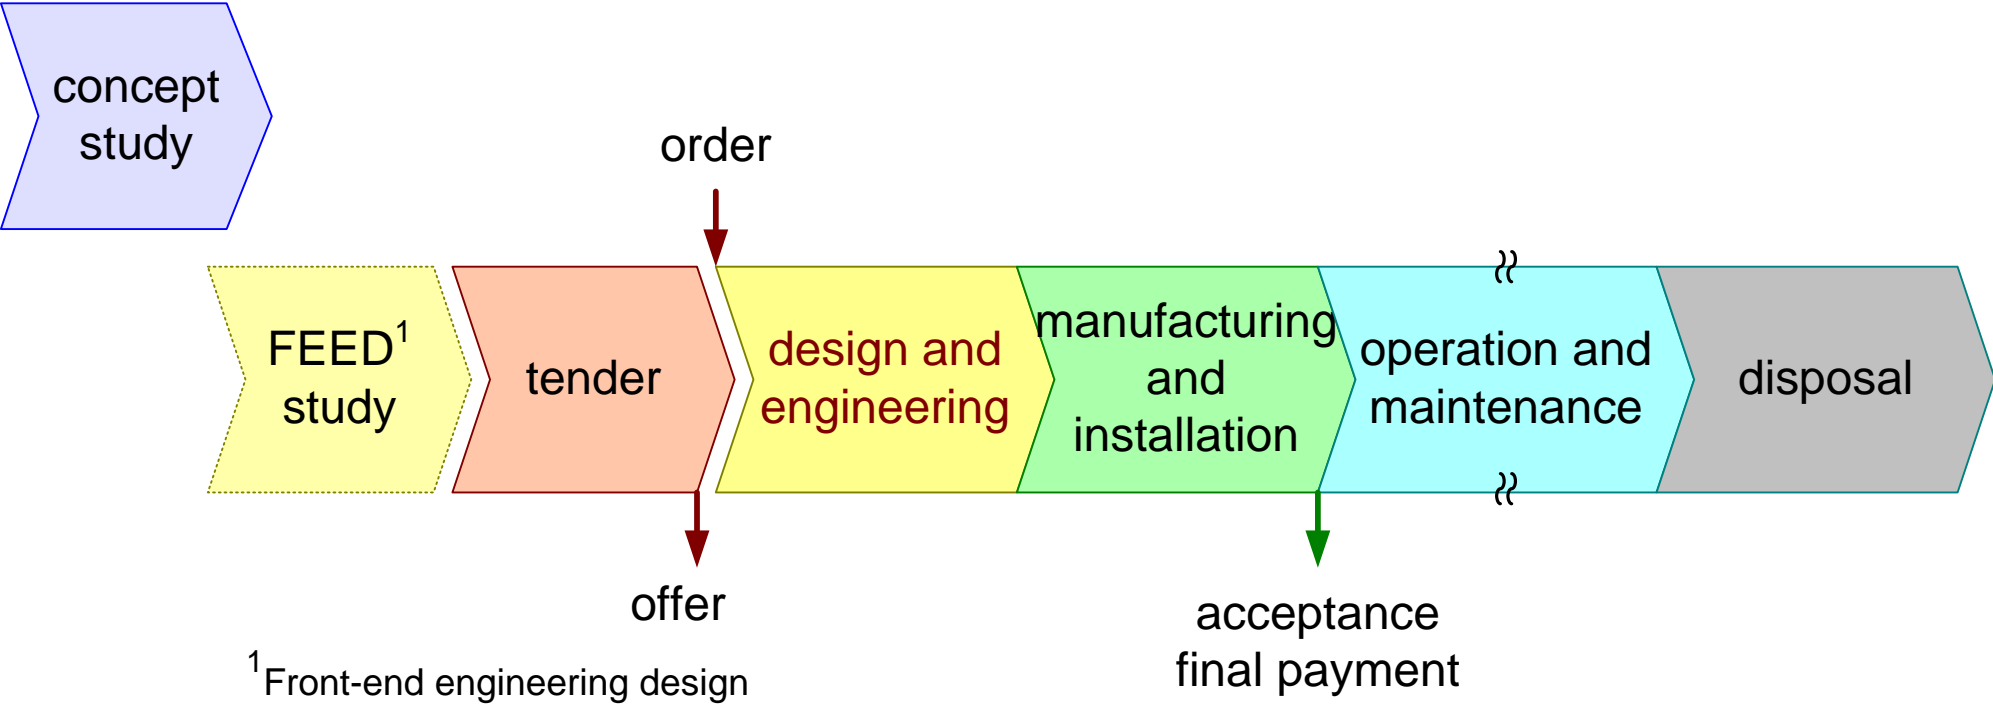 concept
study
order
FEED¹
study
tender
design and
engineering
manufacturing
and
installation
operation and
maintenance
disposal
offer
acceptance
final payment
¹Front-end engineering design